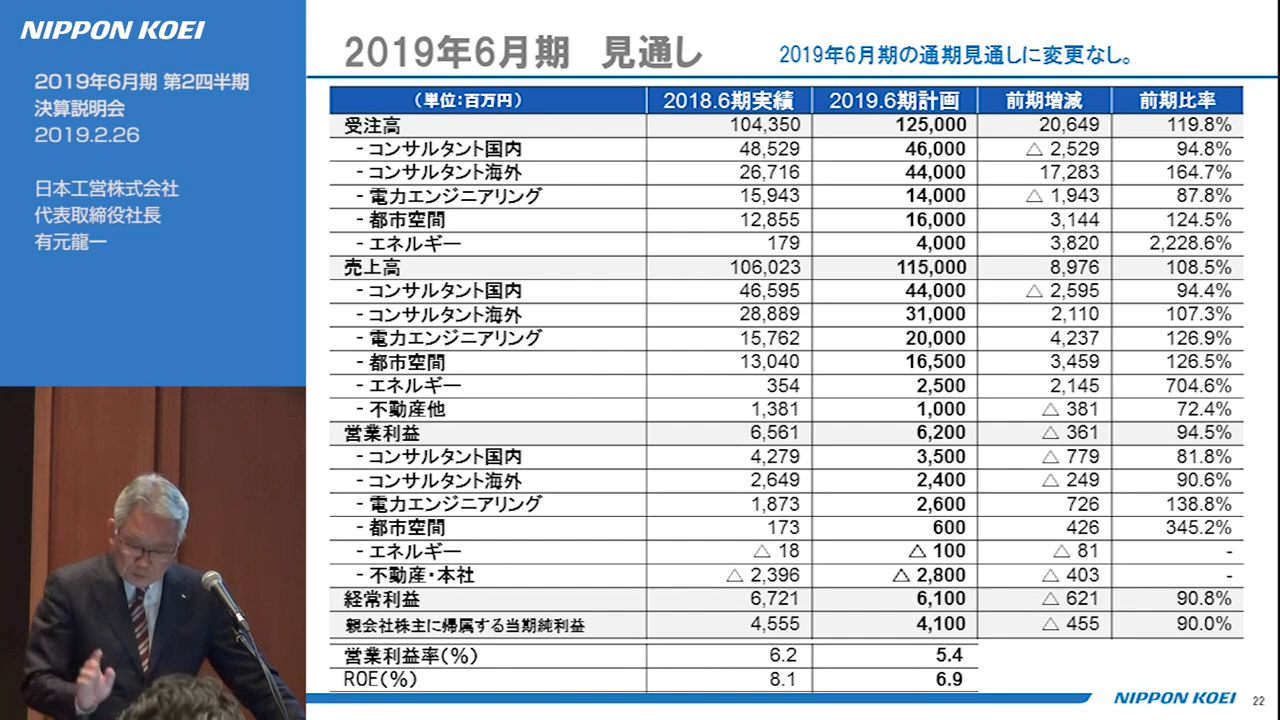 NIPPON KOEI
2019年6月期 第2四半期
決算説明会
2019.2.26
日本工営株式会社
代表取締役社長
有元龍一
2019年6月期 見通し
2019年6月期の通期見通しに変更なし。
(単位:百万円) 2018.6期実績 2019.6期計画 前期増減 前期比率
受注高 104,350 125,000 20,649 119.8%
- コンサルタント国内 48,529 46,000 △ 2,529 94.8%
- コンサルタント海外 26,716 44,000 17,283 164.7%
- 電力エンジニアリング 15,943 14,000 △ 1,943 87.8%
- 都市空間 12,855 16,000 3,144 124.5%
- エネルギー 179 4,000 3,820 2,228.6%
売上高 106,023 115,000 8,976 108.5%
- コンサルタント国内 46,595 44,000 △ 2,595 94.4%
- コンサルタント海外 28,889 31,000 2,110 107.3%
- 電力エンジニアリング 15,762 20,000 4,237 126.9%
- 都市空間 13,040 16,500 3,459 126.5%
- エネルギー 354 2,500 2,145 704.6%
- 不動産他 1,381 1,000 △ 381 72.4%
営業利益 6,561 6,200 △ 361 94.5%
- コンサルタント国内 4,279 3,500 △ 779 81.8%
- コンサルタント海外 2,649 2,400 △ 249 90.6%
- 電力エンジニアリング 1,873 2,600 726 138.8%
- 都市空間 173 600 426 345.2%
- エネルギー △ 18 △ 100 △ 81 -
- 不動産・本社 △ 2,396 △ 2,800 △ 403 -
経常利益 6,721 6,100 △ 621 90.8%
親会社株主に帰属する当期純利益 4,555 4,100 △ 455 90.0%
営業利益率(%) 6.2 5.4
ROE(%) 8.1 6.9
NIPPON KOEI 22